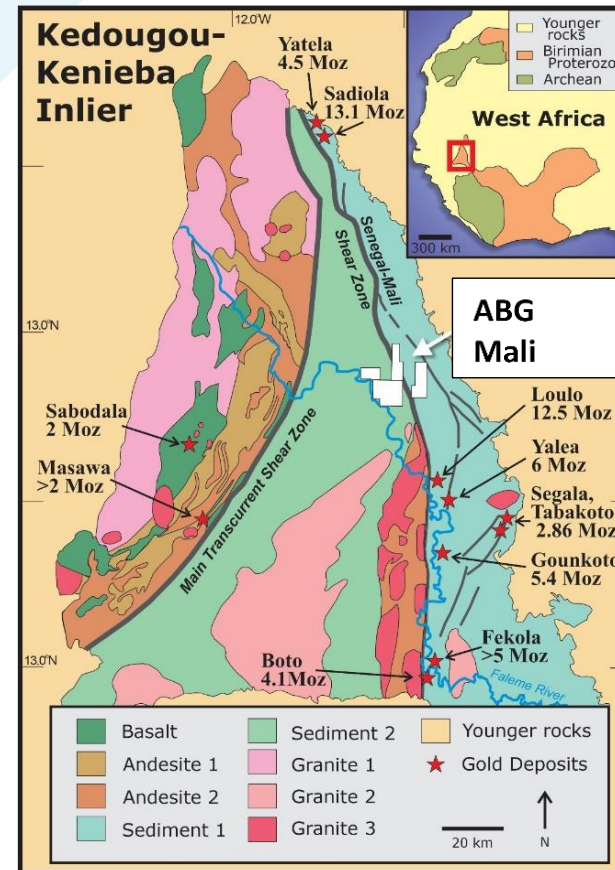 Kedougou-
Kenieba
Inlier
12.0°W
Yatela
4.5 Moz
Sadiola
13.1 Moz
Younger
rocks
Birimian
Proterozo
Archean
West Africa
300 km
Senegal-Mali
Shear Zone
13.0°N
ABG
Mali
Sabodala
2 Moz
Masawa
>2 Moz
Main Transcurrent Shear Zone
Loulo
12.5 Moz
Yalea
6 Moz
Segala,
Tabakoto
2.86 Moz
Gounkoto
5.4 Moz
Fekola
>5 Moz
13.0°N
Boto
4.1Moz
Faleme River
Basalt
Andesite 1
Andesite 2
Sediment 1
Sediment 2
Granite 1
Granite 2
Granite 3
Younger rocks
Gold Deposits
20 km
N